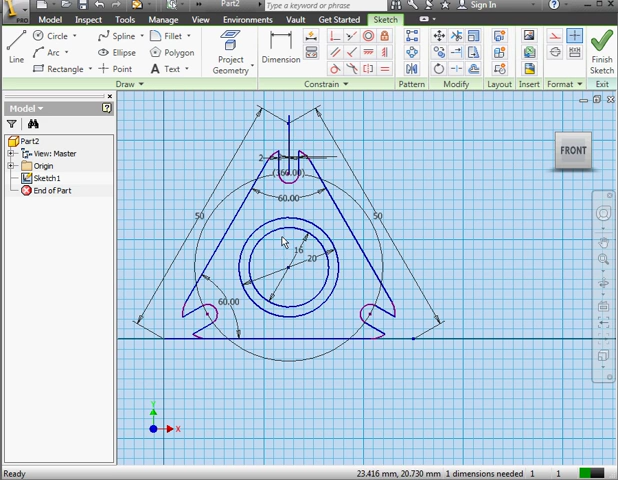 PRO
Part2
Type a keyword or phrase
Sign In
Model Inspect Tools Manage View Environments Vault Get Started Sketch
Line
Circle Spline Fillet
Arc Ellipse Polygon
Rectangle Point Text
Project Geometry
Dimension
Finish Sketch
Draw Constrain Pattern Modify Layout Insert Format Exit
Model
Part2
View: Master
Origin
Sketch1
End of Part
FRONT
2
(160.00)
60.00
50
50
16
20
60.00
Y
X
Ready
23.416 mm, 20.730 mm 1 dimensions needed 1 1